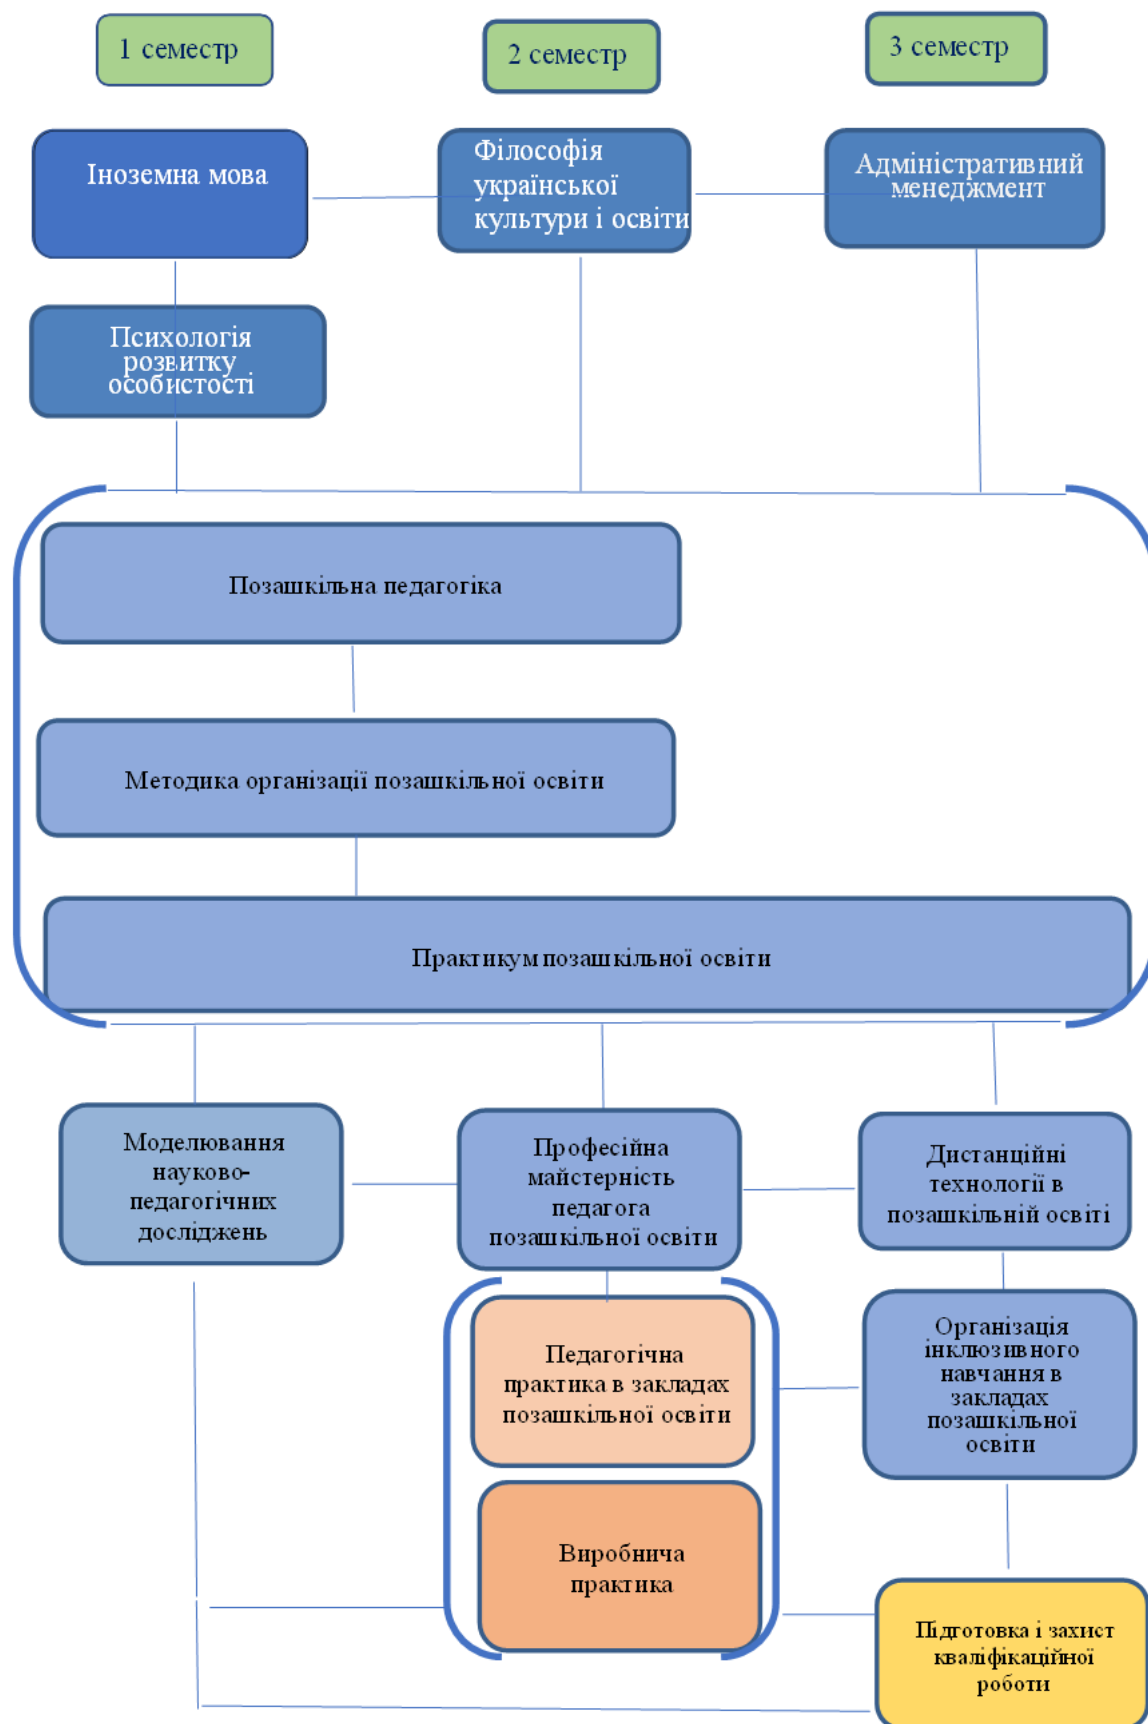 1 семестр
2 семестр
3 семестр
Іноземна мова
Філософія
української
культури і освіти
Адміністративний
менеджмент
Психологія
розвитку
особистості
Позашкільна педагогіка
Методика організації позашкільної освіти
Практикум позашкільної освіти
Моделювання
науково-
педагогічних
досліджень
Професійна
майстерність
педагога
позашкільної освіти
Дистанційні
технології в
позашкільній освіті
Педагогічна
практика в закладах
позашкільної освіти
Організація
інклюзивного
навчання в
закладах
позашкільної
освіти
Виробнича
практика
Підготовка і захист
кваліфікаційної
роботи